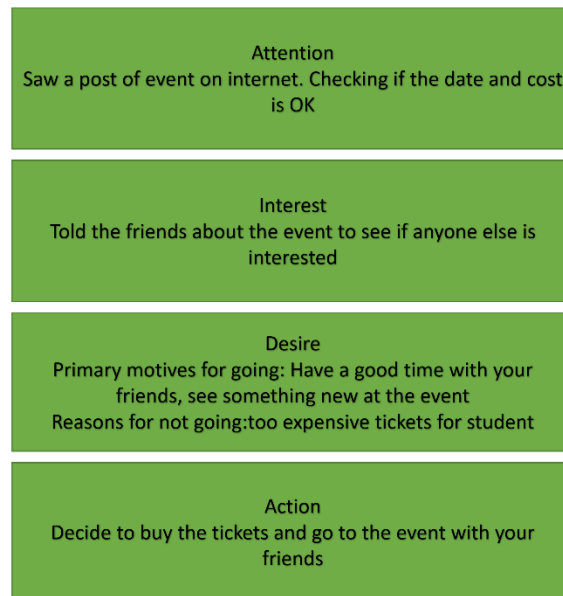 Attention
Saw a post of event on internet. Checking if the date and cost
is OK
Interest
Told the friends about the event to see if anyone else is
interested
Desire
Primary motives for going: Have a good time with your
friends, see something new at the event
Reasons for not going:too expensive tickets for student
Action
Decide to buy the tickets and go to the event with your
friends